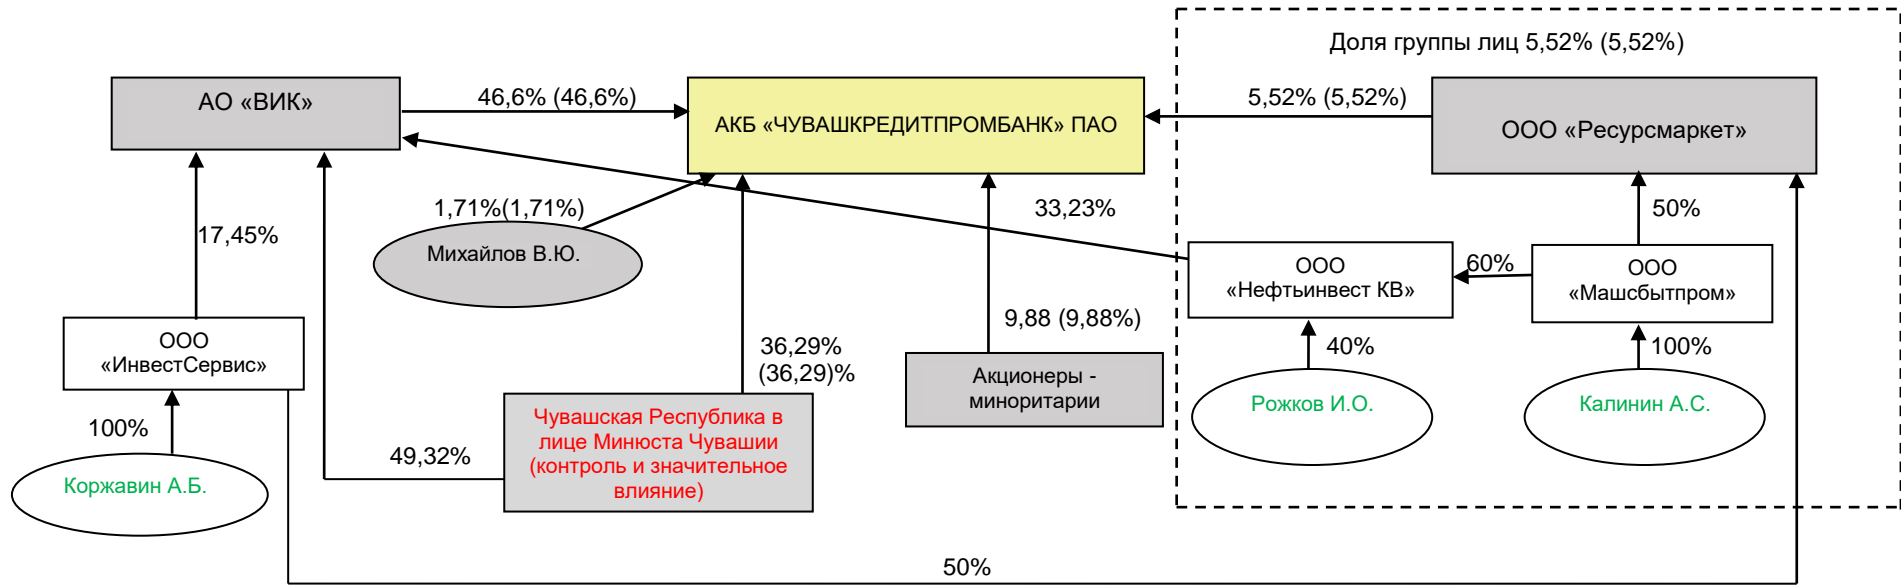 Доля группы лиц 5,52% (5,52%)
АО «ВИК»
46,6% (46,6%)
АКБ «ЧУВАШКРЕДИТПРОМБАНК» ПАО
5,52% (5,52%)
ООО «Ресурсмаркет»
1,71%(1,71%)
33,23%
50%
17,45%
Михайлов В.Ю.
ООО
«Нефтьинвест КВ»
60%
ООО
«Машсбытпром»
ООО
«ИнвестСервис»
9,88 (9,88%)
36,29%
(36,29)%
40%
100%
Акционеры -
миноритарии
Рожков И.О.
Калинин А.С.
100%
Чувашская Республика в
лице Минюста Чувашии
(контроль и значительное
влияние)
49,32%
Коржавин А.Б.
50%